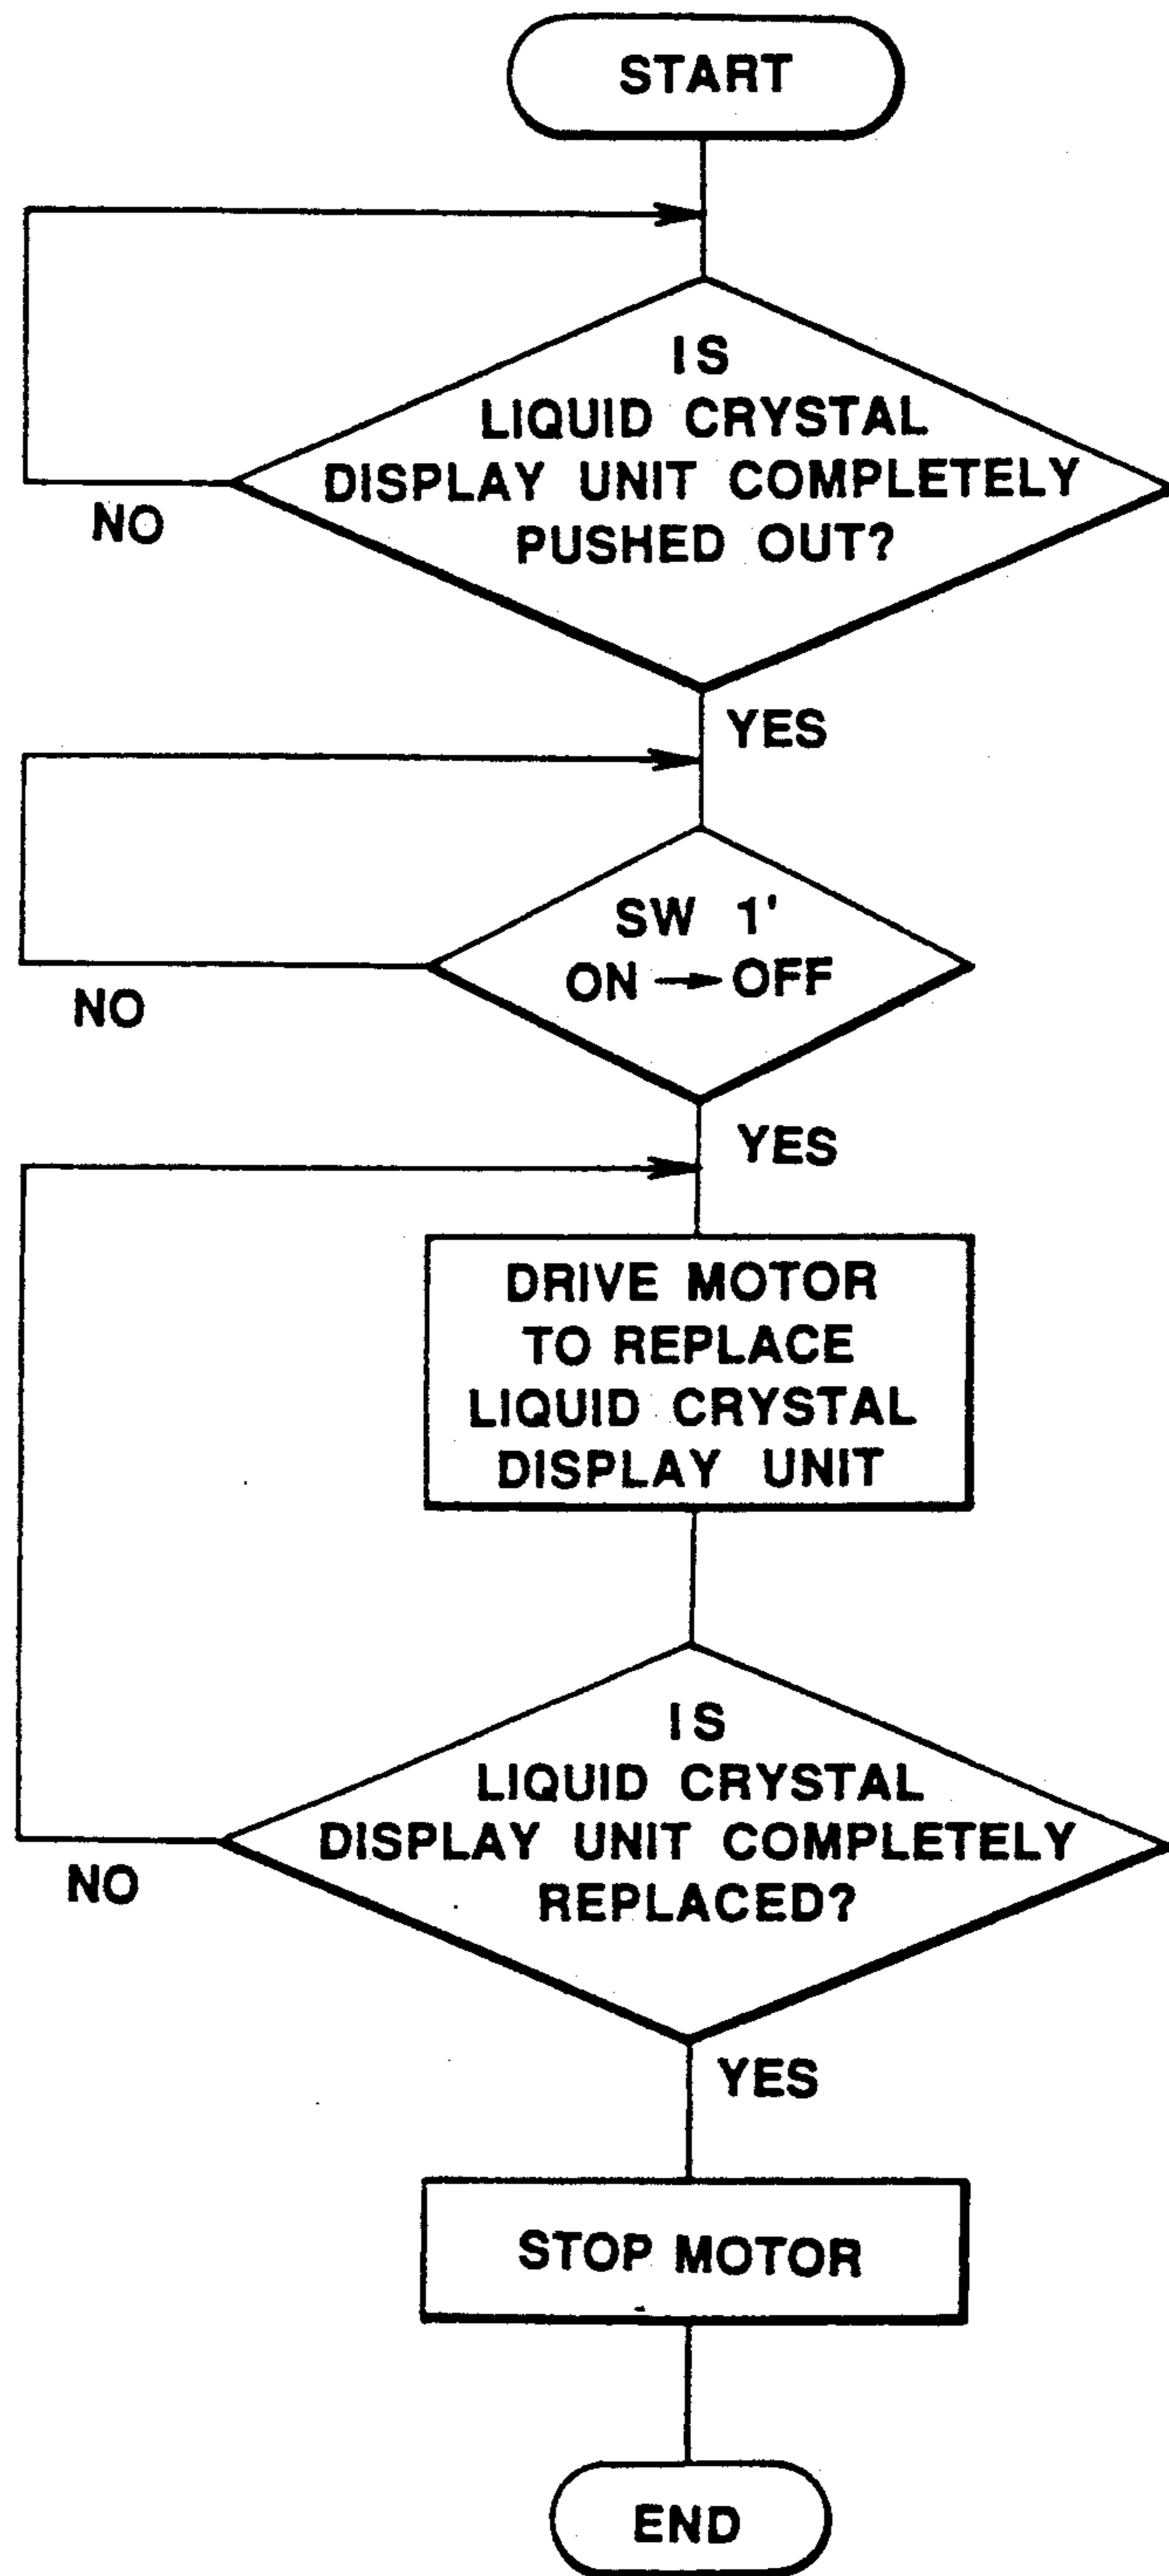 START
IS
LIQUID CRYSTAL
DISPLAY UNIT COMPLETELY
PUSHED OUT?
NO
YES
SW 1'
ON → OFF
NO
YES
DRIVE MOTOR
TO REPLACE
LIQUID CRYSTAL
DISPLAY UNIT
IS
LIQUID CRYSTAL
DISPLAY UNIT COMPLETELY
REPLACED?
NO
YES
STOP MOTOR
END